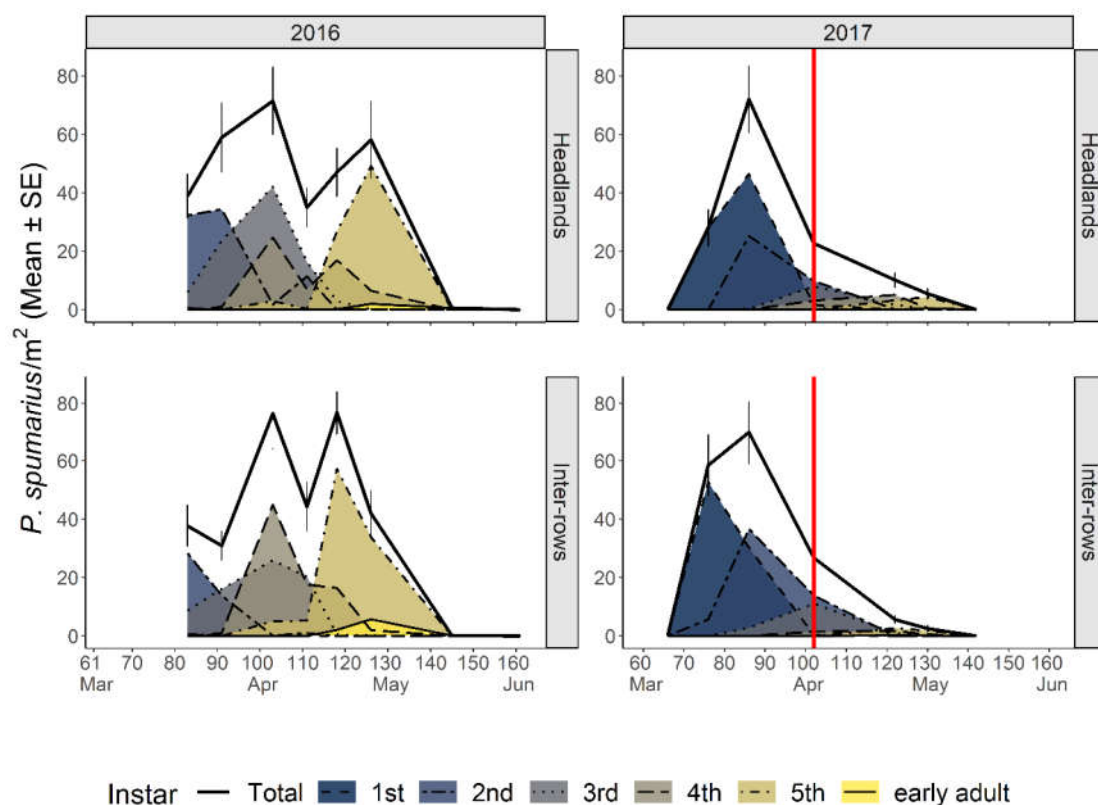 2016 2017
P. spumarius/m² (Mean ± SE)
80 60 40 20 0
Headlands
80 60 40 20 0
Headlands
80 60 40 20 0
Inter-rows
80 60 40 20 0
Inter-rows
61 70 80 90 100 110 120 130 140 150 160
Mar Apr May Jun
60 70 80 90 100 110 120 130 140 150 160
Mar Apr May Jun
Instar Total 1st 2nd 3rd 4th 5th early adult